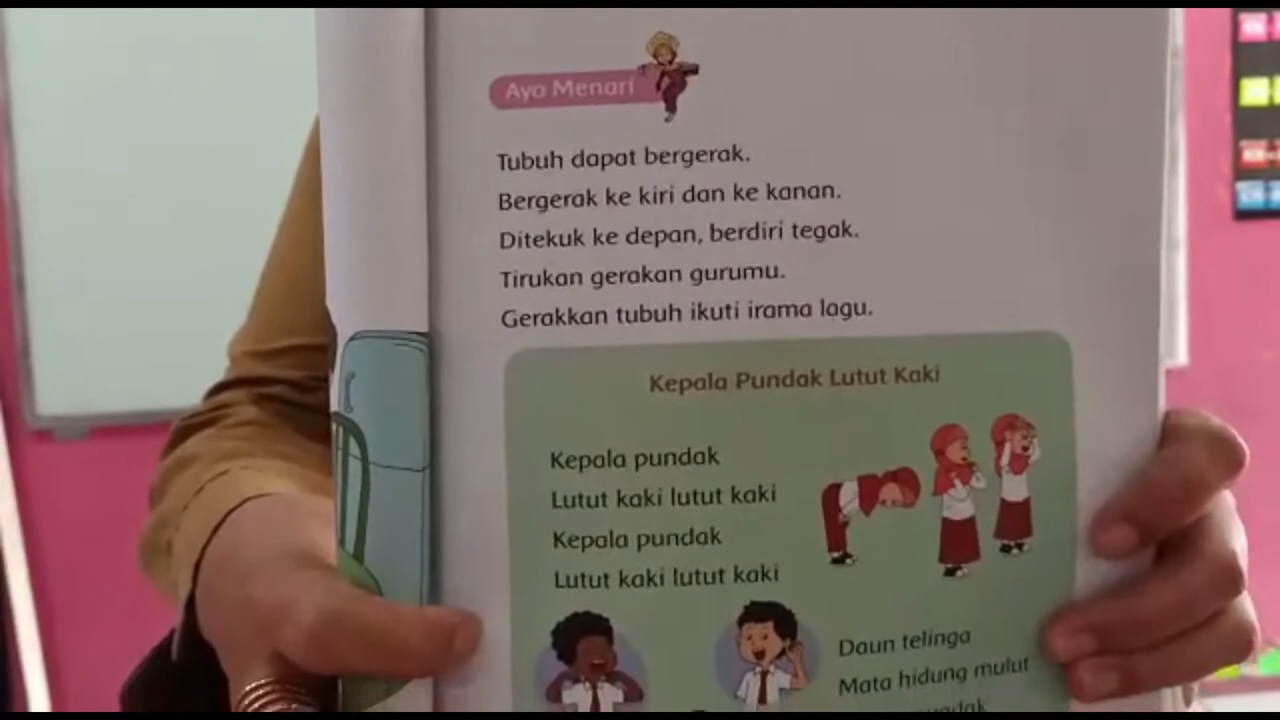 Ayo Menari
Tubuh dapat bergerak.
Bergerak ke kiri dan ke kanan.
Ditekuk ke depan, berdiri tegak.
Tirukan gerakan gurumu.
Gerakkan tubuh ikuti irama lagu.
Kepala Pundak Lutut Kaki
Kepala pundak
Lutut kaki lutut kaki
Kepala pundak
Lutut kaki lutut kaki
Daun telinga
Mata hidung mulut